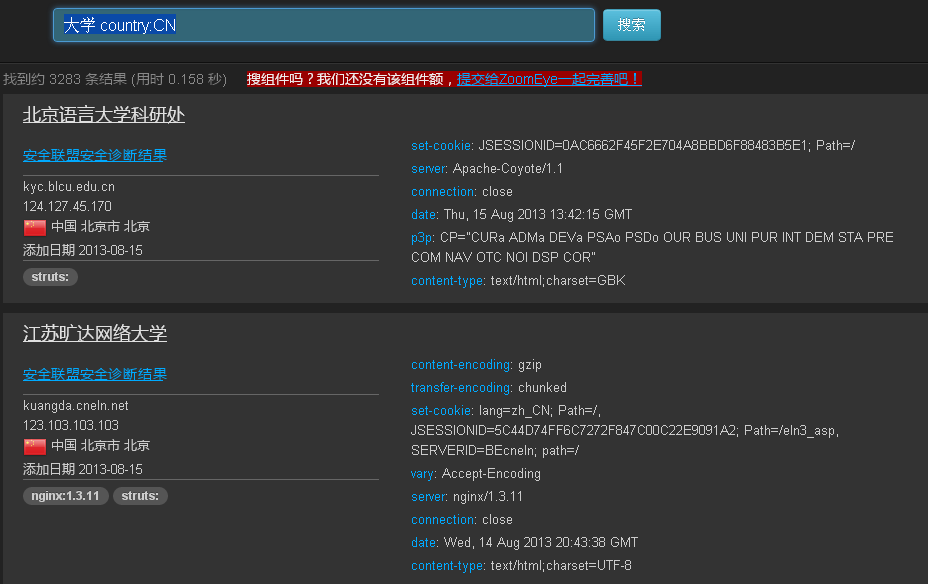 大学 country:CN
搜索
找到约 3283 条结果 (用时 0.158 秒)
搜组件吗？我们还没有该组件额，提交给ZoomEye一起完善吧！
北京语言大学科研处
安全联盟安全诊断结果
kyc.blcu.edu.cn
124.127.45.170
中国 北京市 北京
添加日期 2013-08-15
struts:
set-cookie: JSESSIONID=0AC6662F45F2E704A8BBD6F88483B5E1; Path=/
server: Apache-Coyote/1.1
connection: close
date: Thu, 15 Aug 2013 13:42:15 GMT
p3p: CP="CURa ADMa DEVa PSAo PSDo OUR BUS UNI PUR INT DEM STA PRE
COM NAV OTC NOI DSP COR"
content-type: text/html;charset=GBK
江苏旷达网络大学
安全联盟安全诊断结果
kuangda.cneln.net
123.103.103.103
中国 北京市 北京
添加日期 2013-08-15
nginx:1.3.11 struts:
content-encoding: gzip
transfer-encoding: chunked
set-cookie: lang=zh_CN; Path=/,
JSESSIONID=5C44D74FF6C7272F847C00C22E9091A2; Path=/eln3_asp,
SERVERID=BEcneln; path=/
vary: Accept-Encoding
server: nginx/1.3.11
connection: close
date: Wed, 14 Aug 2013 20:43:38 GMT
content-type: text/html;charset=UTF-8